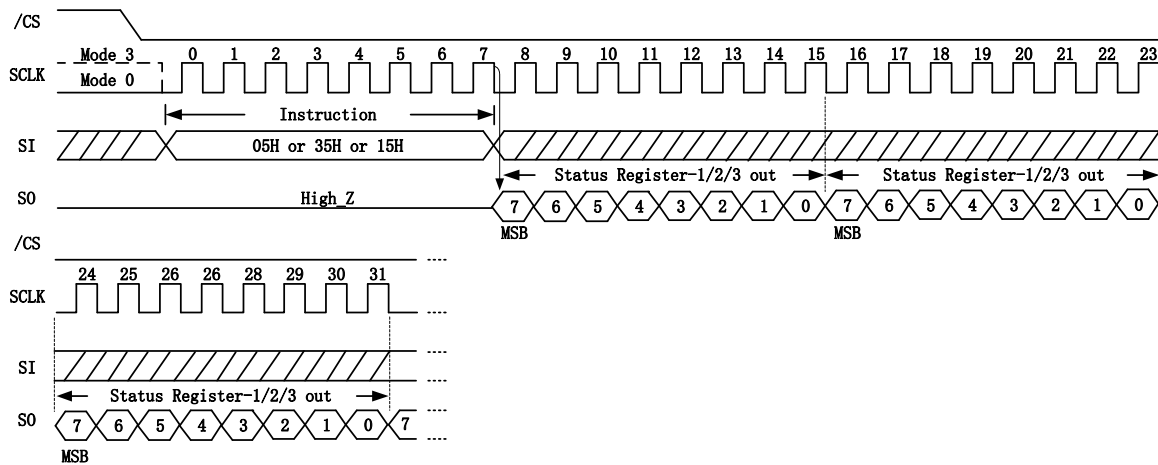 /CS
Mode 3 0 1 2 3 4 5 6 7 8 9 10 11 12 13 14 15 16 17 18 19 20 21 22 23
SCLK
Mode 0
Instruction
SI 05H or 35H or 15H
Status Register-1/2/3 out Status Register-1/2/3 out
SO High_Z 7 6 5 4 3 2 1 0 7 6 5 4 3 2 1 0
MSB MSB
/CS
24 25 26 26 28 29 30 31
SCLK
SI
Status Register-1/2/3 out
SO 7 6 5 4 3 2 1 0 7
MSB